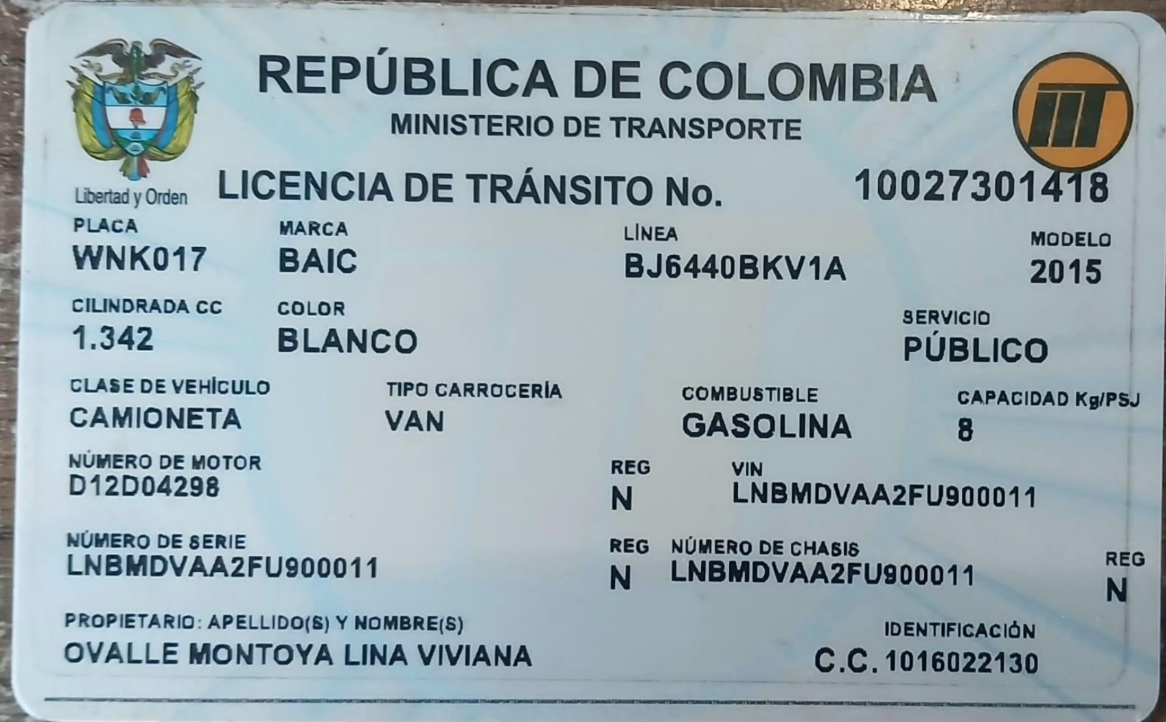 REPÚBLICA DE COLOMBIA
MINISTERIO DE TRANSPORTE
Libertad y Orden
LICENCIA DE TRÁNSITO No. 10027301418
PLACA MARCA LÍNEA MODELO
WNK017 BAIC BJ6440BKV1A 2015
CILINDRADA CC COLOR SERVICIO
1.342 BLANCO PÚBLICO
CLASE DE VEHÍCULO TIPO CARROCERÍA COMBUSTIBLE CAPACIDAD Kg/PSJ
CAMIONETA VAN GASOLINA 8
NÚMERO DE MOTOR REG VIN
D12D04298 N LNBMDVAA2FU900011
NÚMERO DE SERIE REG NÚMERO DE CHASIS REG
LNBMDVAA2FU900011 N LNBMDVAA2FU900011 N
PROPIETARIO: APELLIDO(S) Y NOMBRE(S) IDENTIFICACIÓN
OVALLE MONTOYA LINA VIVIANA C.C. 1016022130